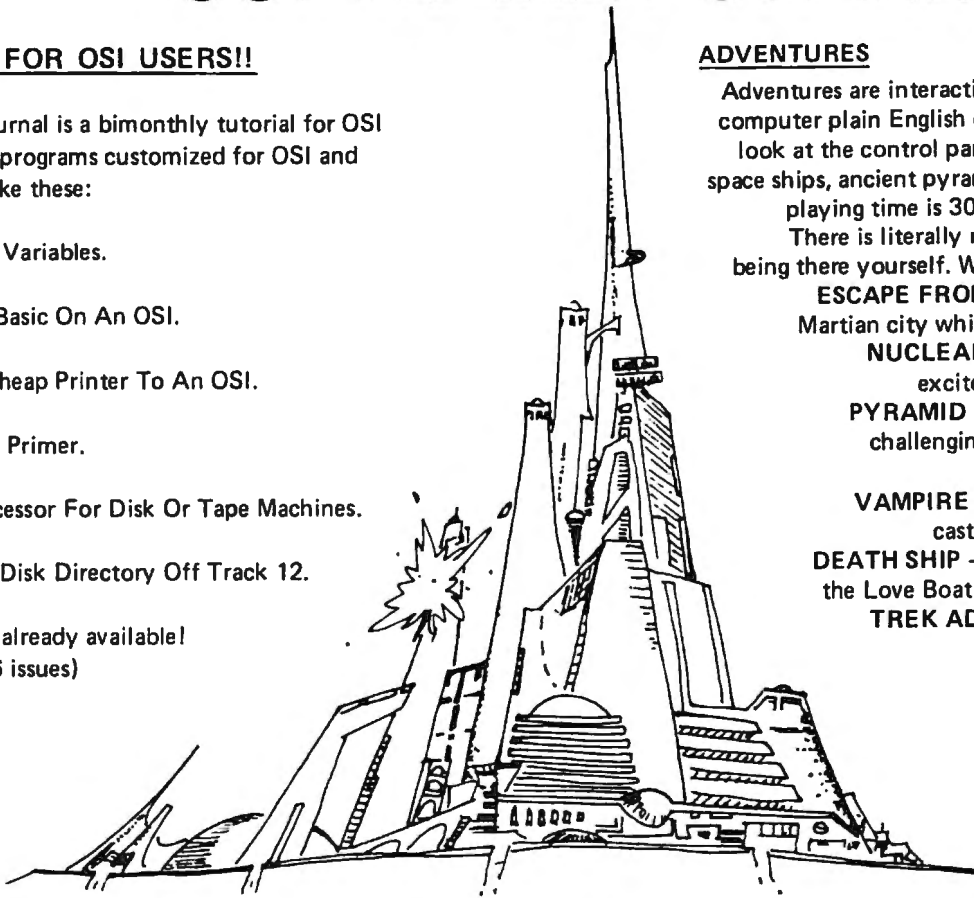 FOR OSI USERS!!
urnal is a bimonthly tutorial for OSI
programs customized for OSI and
ke these:
Variables.
Basic On An OSI.
heap Printer To An OSI.
Primer.
cessor For Disk Or Tape Machines.
Disk Directory Off Track 12.
already available!
issues)
ADVENTURES
Adventures are interacti
computer plain English
look at the control pa
space ships, ancient pyra
playing time is 30
There is literally
being there yourself. W
ESCAPE FRO
Martian city whi
NUCLEA
excite
PYRAMID
challengin
VAMPIRE
cast
DEATH SHIP -
the Love Boat
TREK AD